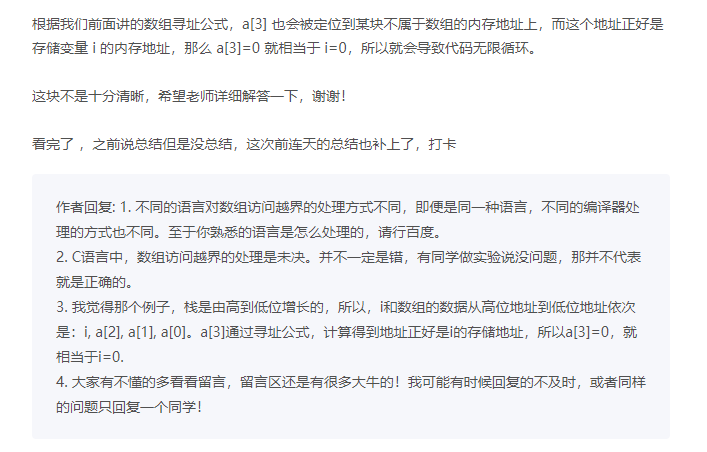 根据我们前面讲的数组寻址公式，a[3] 也会被定位到某块不属于数组的内存地址上，而这个地址正好是
存储变量 i 的内存地址，那么 a[3]=0 就相当于 i=0，所以就会导致代码无限循环。
这块不是十分清晰，希望老师详细解答一下，谢谢！
看完了 ，之前说总结但是没总结，这次前连天的总结也补上了，打卡
作者回复: 1. 不同的语言对数组访问越界的处理方式不同，即便是同一种语言，不同的编译器处
理的方式也不同。至于你熟悉的语言是怎么处理的，请行百度。
2. C语言中，数组访问越界的处理是未决。并不一定是错，有同学做实验说没问题，那并不代表
就是正确的。
3. 我觉得那个例子，栈是由高到低位增长的，所以，i和数组的数据从高位地址到低位地址依次
是：i, a[2], a[1], a[0]。a[3]通过寻址公式，计算得到地址正好是i的存储地址，所以a[3]=0，就
相当于i=0.
4. 大家有不懂的多看看留言，留言区还是有很多大牛的！我可能有时候回复的不及时，或者同样
的问题只回复一个同学！